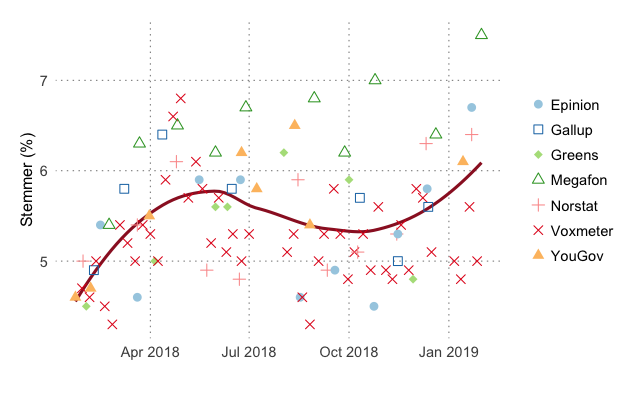 7
6
5
Stemmer (%)
Apr 2018
Jul 2018
Oct 2018
Jan 2019
Epinion
Gallup
Greens
Megafon
Norstat
Voxmeter
YouGov